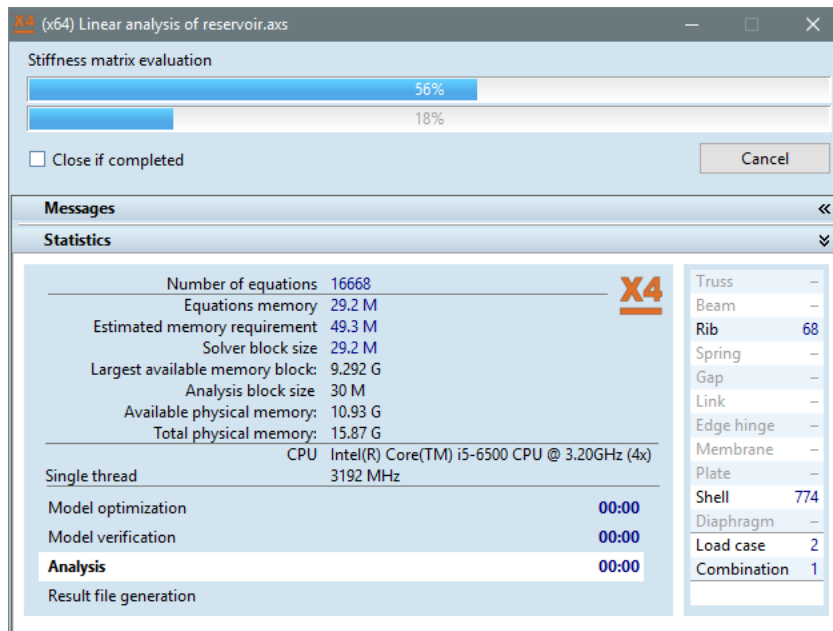 X4 (x64) Linear analysis of reservoir.axs
Stiffness matrix evaluation
56%
18%
Close if completed
Cancel
Messages
Statistics
Number of equations 16668
Equations memory 29.2 M
Estimated memory requirement 49.3 M
Solver block size 29.2 M
Largest available memory block: 9.292 G
Analysis block size 30 M
Available physical memory: 10.93 G
Total physical memory: 15.87 G
CPU Intel(R) Core(TM) i5-6500 CPU @ 3.20GHz (4x)
Single thread 3192 MHz
X4
Model optimization 00:00
Model verification 00:00
Analysis 00:00
Result file generation
Truss –
Beam –
Rib 68
Spring –
Gap –
Link –
Edge hinge –
Membrane –
Plate –
Shell 774
Diaphragm –
Load case 2
Combination 1